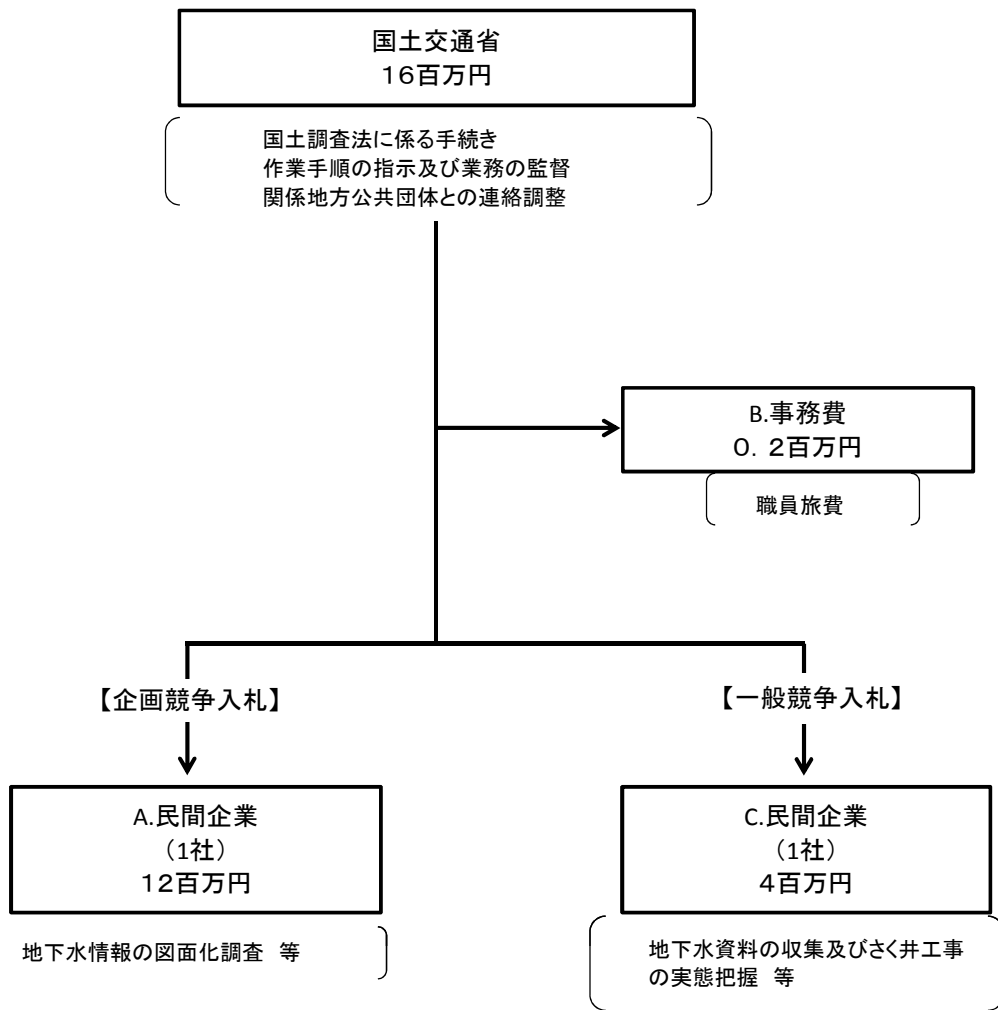 国土交通省
16百万円
国土調査法に係る手続き
作業手順の指示及び業務の監督
関係地方公共団体との連絡調整
B.事務費
0．2百万円
職員旅費
【企画競争入札】
【一般競争入札】
A.民間企業
（1社）
12百万円
C.民間企業
（1社）
4百万円
地下水情報の図面化調査　等
地下水資料の収集及びさく井工事
の実態把握　等